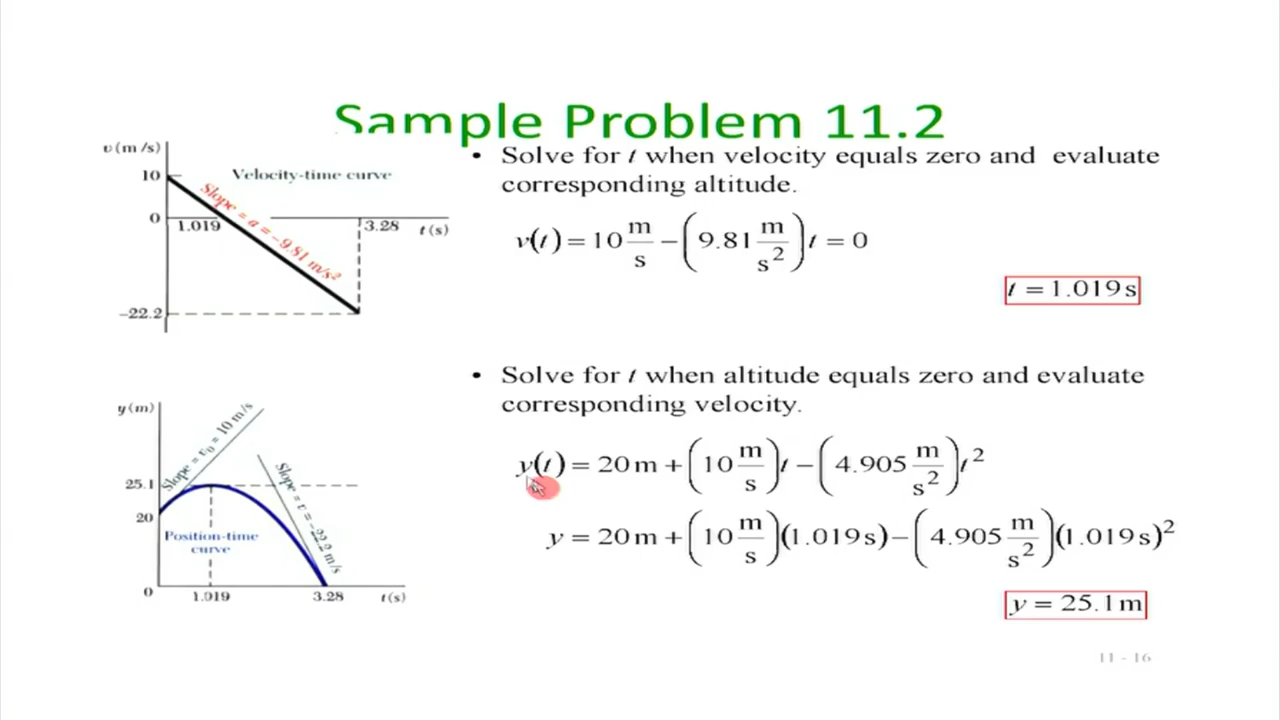 Sample Problem 11.2
v (m /s)
10
Velocity-time curve
Slope = a = −9.81 m/s²
0
1.019
3.28
t (s)
−22.2
• Solve for t when velocity equals zero and evaluate
corresponding altitude.
v(t) = 10 m/s − (9.81 m/s²) t = 0
t = 1.019 s
y (m)
Slope = v₀ = 10 m/s
25.1
20
Slope = v = −22.2 m/s
Position-time
curve
0
1.019
3.28
t (s)
• Solve for t when altitude equals zero and evaluate
corresponding velocity.
y(t) = 20 m + (10 m/s) t − (4.905 m/s²) t²
y = 20 m + (10 m/s)(1.019 s) − (4.905 m/s²)(1.019 s)²
y = 25.1 m
11 - 16